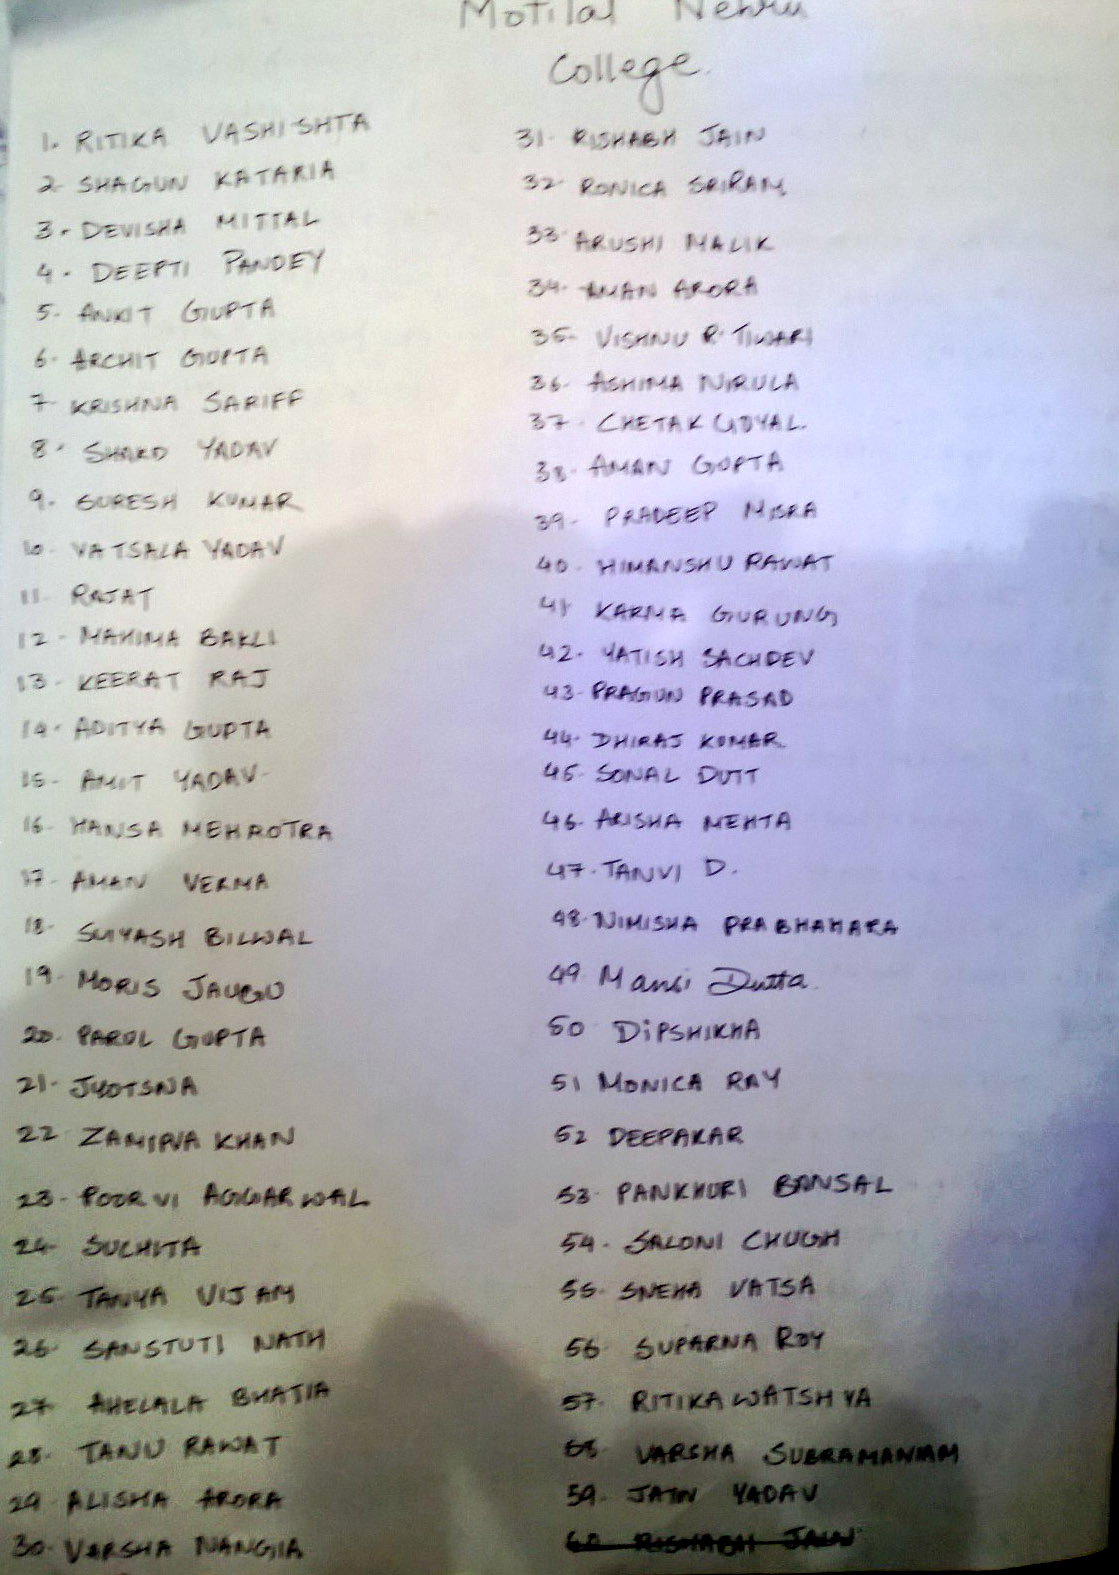 Motilal Nehru
College.
1. RITIKA VASHISHTA
2- SHAGUN KATARIA
3. DEVISHA MITTAL
4. DEEPTI PANDEY
5. ANKIT GUPTA
6. ARCHIT GUPTA
7- KRISHNA SARIFF
8. YADAV
9. SURESH KUMAR
10. VATSALA YADAV
11. RAJAT
12- MAHIMA BAKLI
13- KEERAT RAJ
14. ADITYA GUPTA
15- AMIT YADAV-
16- HANSA MEHROTRA
17- AMAN VERMA
18- SUYASH BILWAL
19- MORIS
20- PARUL GUPTA
21- JYOTSNA
22 KHAN
23- POORVI AGGARWAL
24- SUCHITA
25- TANYA
26- SANSTUTI NATH
27- BHATIA
28- TANU RAWAT
29 ALISHA ARORA
30- VARSHA NANGIA
31- RISHABH JAIN
32- RONICA SRIRAM
33- ARUSHI MALIK
34- AMAN ARORA
35- VISHNU R. TIWARI
36- ASHIMA NIRULA
37- CHETAK GOYAL.
38- AMAN GUPTA
39- PRADEEP MISRA
40- HIMANSHU RAWAT
41 KARMA GURUNG
42- YATISH SACHDEV
43- PRAGUN PRASAD
44- DHIRAJ KUMAR
45- SONAL DUTT
46- ARISHA MEHTA
47- TANVI D.
48- NIMISHA PRABHAHARA
49 Mansi Dutta
50 DiPSHIKHA
51 MONICA RAY
52 DEEPAKAR
53- PANKHURI BANSAL
54- SALONI CHUGH
55- SNEHA VATSA
56 SUPARNA ROY
57- RITIKA WATSHYA
58- VARSHA SUBRAMANIAM
59- JATIN YADAV
60 RISHABH JAIN